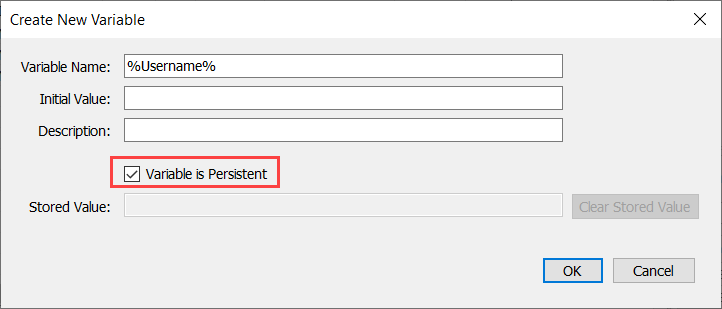 Create New Variable
Variable Name: %Username%
Initial Value:
Description:
Variable is Persistent
Stored Value: Clear Stored Value
OK Cancel